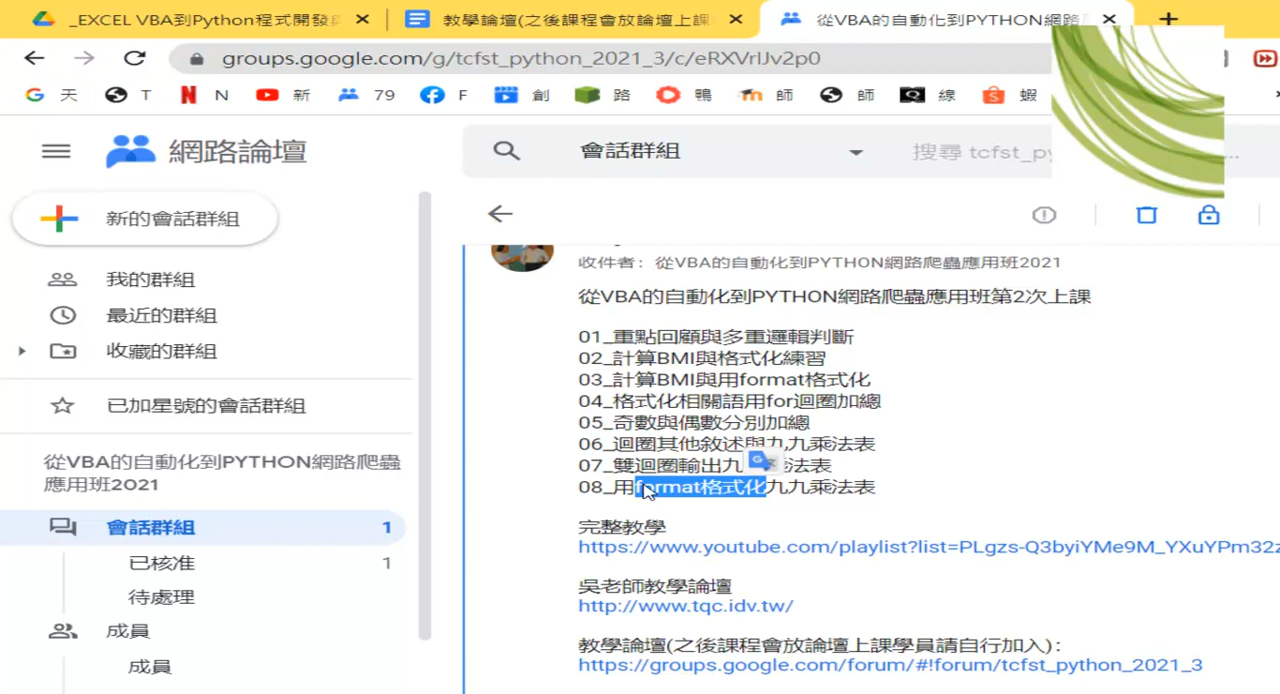 _EXCEL VBA到Python程式開發
教學論壇(之後課程會放論壇上課
從VBA的自動化到PYTHON網路
groups.google.com/g/tcfst_python_2021_3/c/eRXVrlJv2p0
天 T N 新 79 F 創 路 鴨 師 師 線 蝦
網路論壇
會話群組
搜尋 tcfst_py
...
新的會話群組
我的群組
最近的群組
收藏的群組
已加星號的會話群組
從VBA的自動化到PYTHON網路爬蟲
應用班2021
會話群組 1
已核准 1
待處理
成員
成員
收件者: 從VBA的自動化到PYTHON網路爬蟲應用班2021
從VBA的自動化到PYTHON網路爬蟲應用班第2次上課
01_重點回顧與多重邏輯判斷
02_計算BMI與格式化練習
03_計算BMI與用format格式化
04_格式化相關語用for迴圈加總
05_奇數與偶數分別加總
06_迴圈其他敘述與九九乘法表
07_雙迴圈輸出九 法表
08_用format格式化九九乘法表
完整教學
https://www.youtube.com/playlist?list=PLgzs-Q3byiYMe9M_YXuYPm32z
吳老師教學論壇
http://www.tqc.idv.tw/
教學論壇(之後課程會放論壇上課學員請自行加入):
https://groups.google.com/forum/#!forum/tcfst_python_2021_3